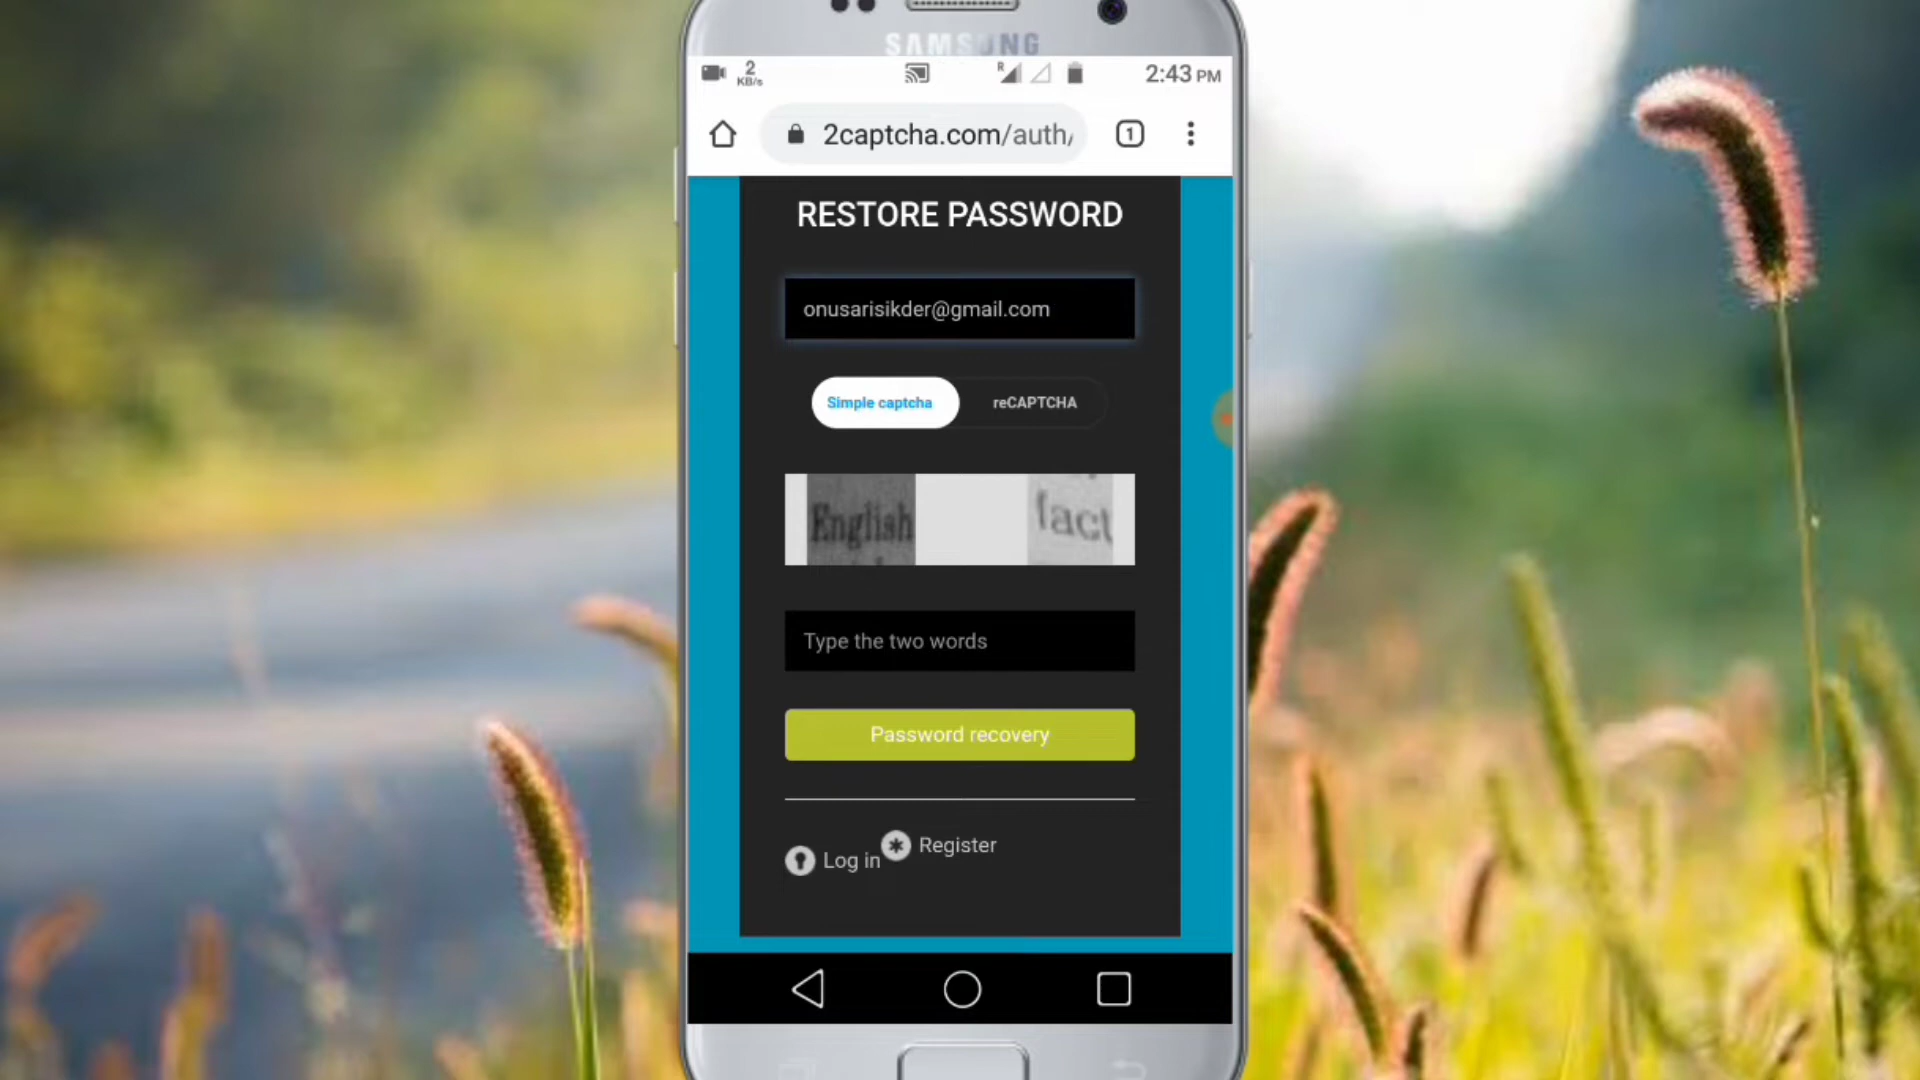 SAMSUNG
2
KB/s
R
2:43 PM
2captcha.com/auth/
1
RESTORE PASSWORD
onusarisikder@gmail.com
Simple captcha
reCAPTCHA
English
fact
Type the two words
Password recovery
Log in
Register